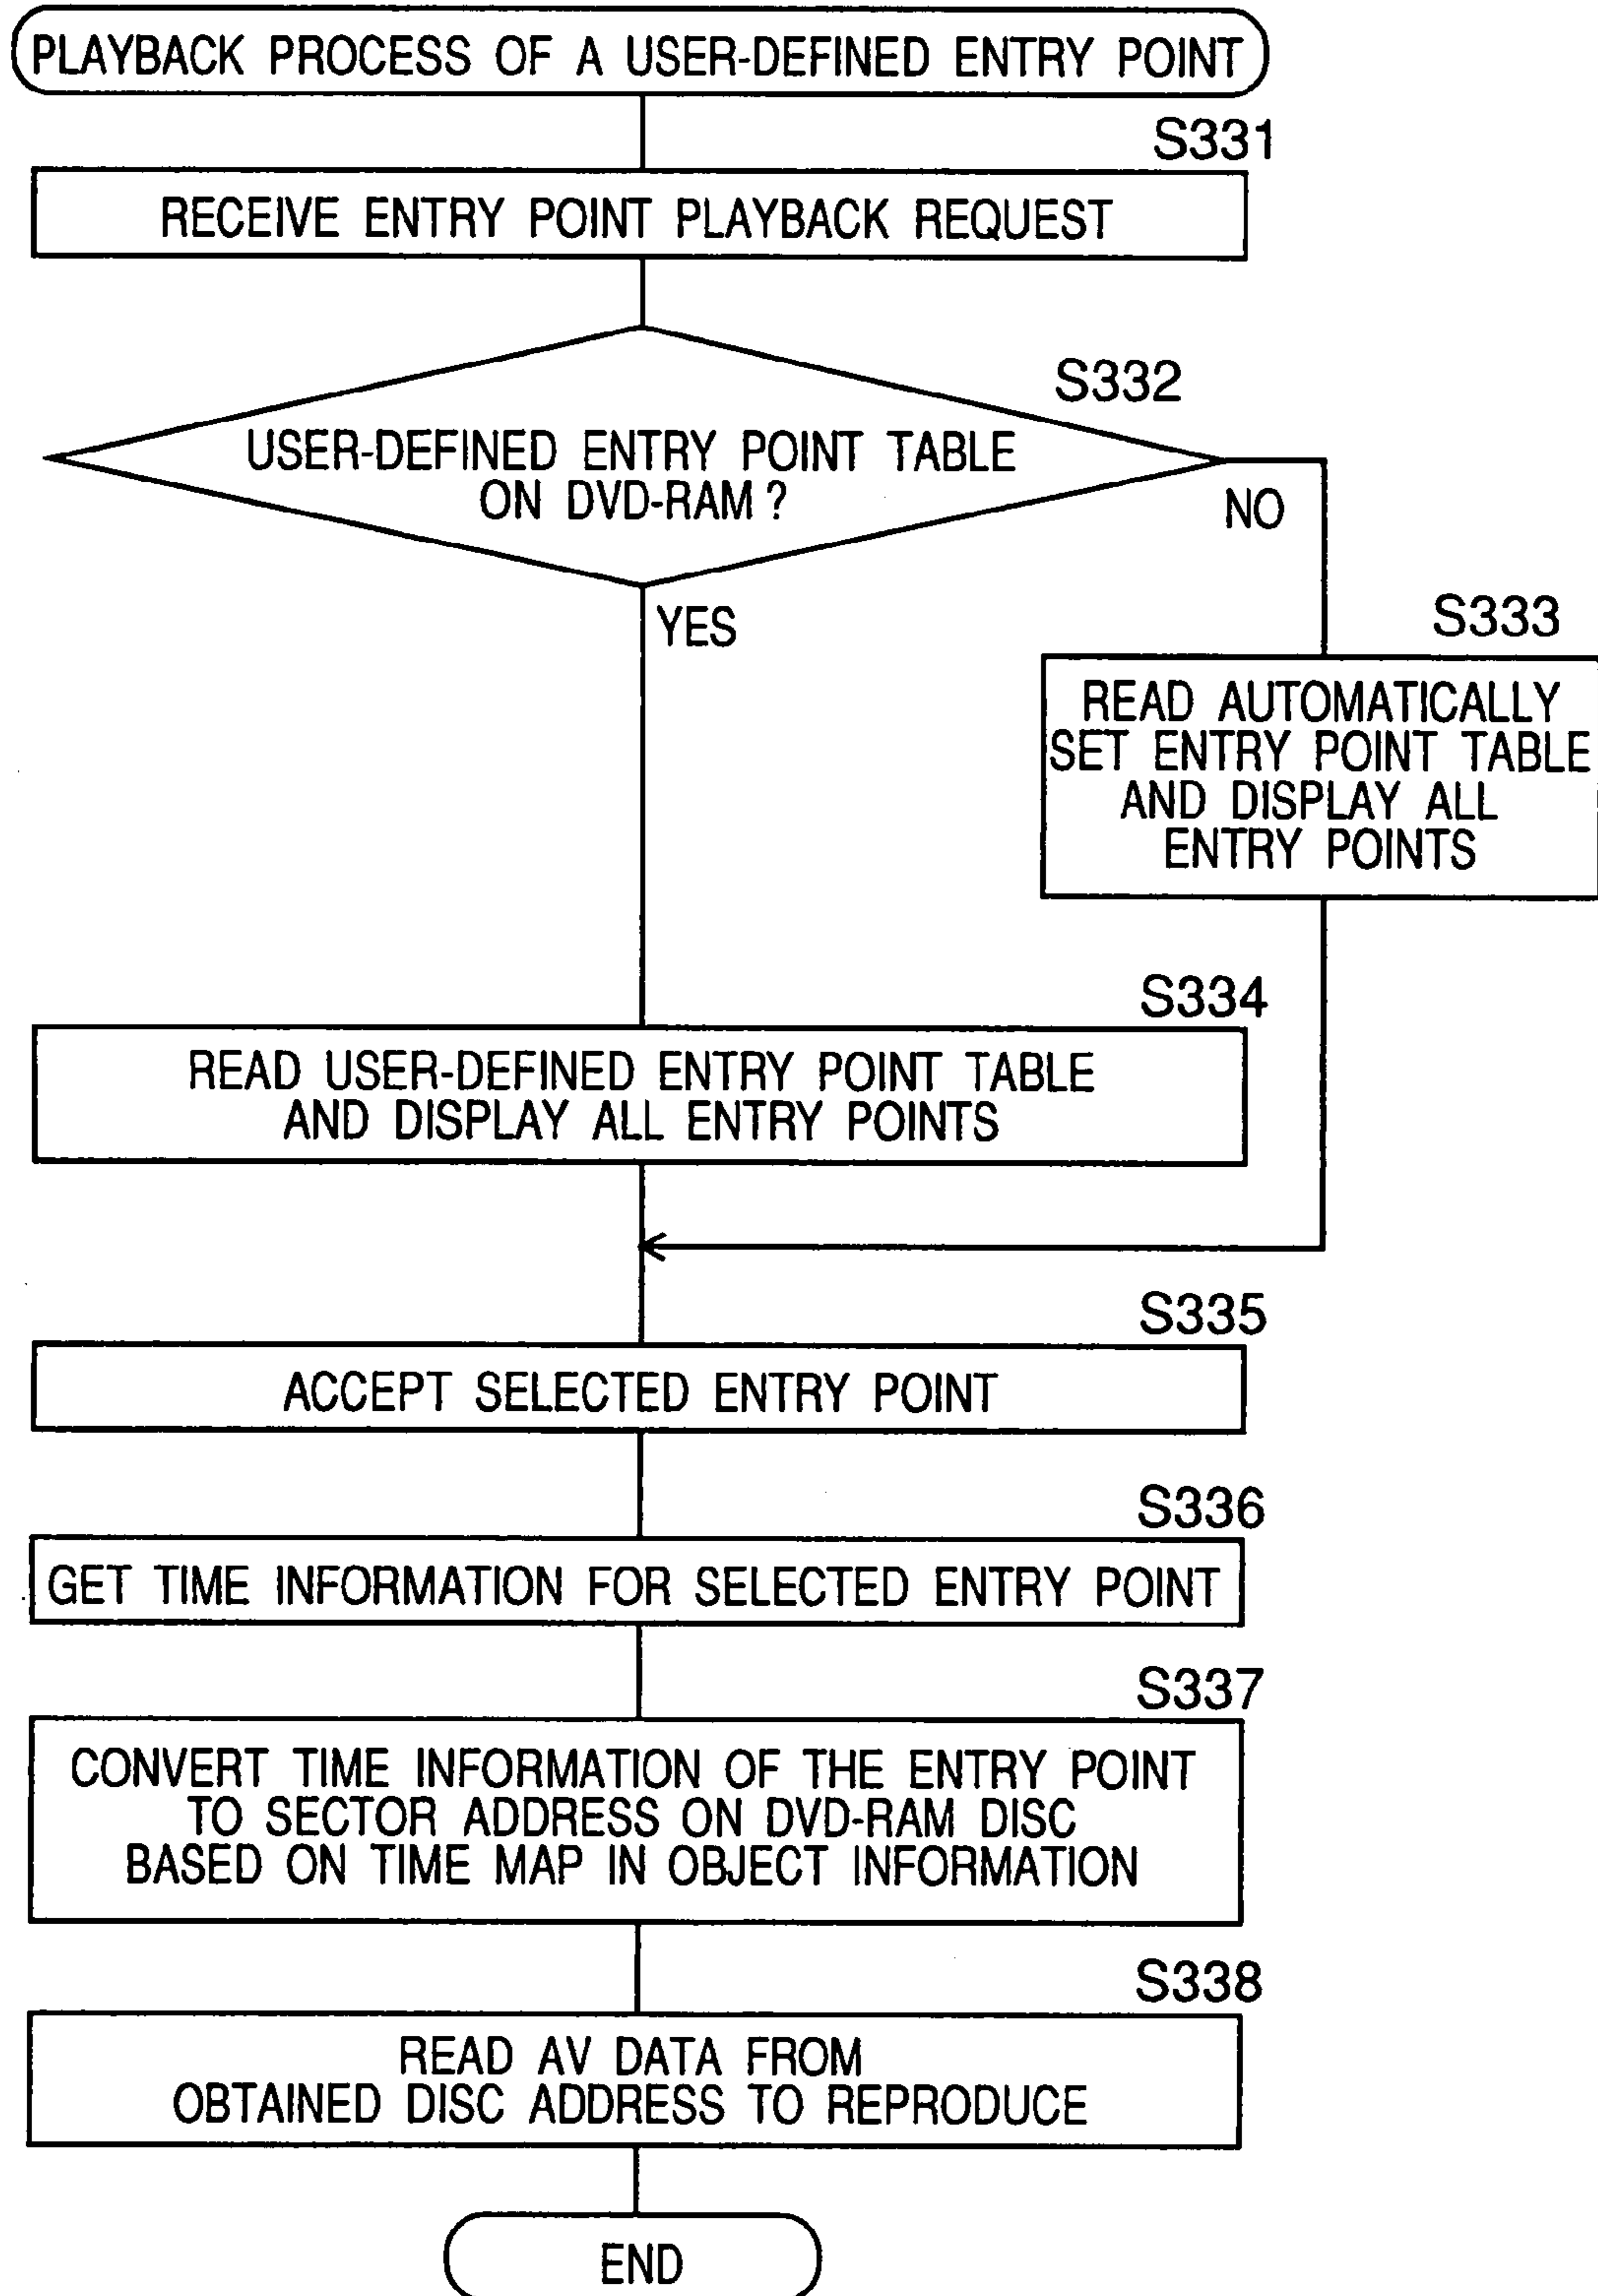 PLAYBACK PROCESS OF A USER-DEFINED ENTRY POINT
S331
RECEIVE ENTRY POINT PLAYBACK REQUEST
S332
USER-DEFINED ENTRY POINT TABLE
ON DVD-RAM ?
NO
YES
S333
READ AUTOMATICALLY
SET ENTRY POINT TABLE
AND DISPLAY ALL
ENTRY POINTS
S334
READ USER-DEFINED ENTRY POINT TABLE
AND DISPLAY ALL ENTRY POINTS
S335
ACCEPT SELECTED ENTRY POINT
S336
GET TIME INFORMATION FOR SELECTED ENTRY POINT
S337
CONVERT TIME INFORMATION OF THE ENTRY POINT
TO SECTOR ADDRESS ON DVD-RAM DISC
BASED ON TIME MAP IN OBJECT INFORMATION
S338
READ AV DATA FROM
OBTAINED DISC ADDRESS TO REPRODUCE
END